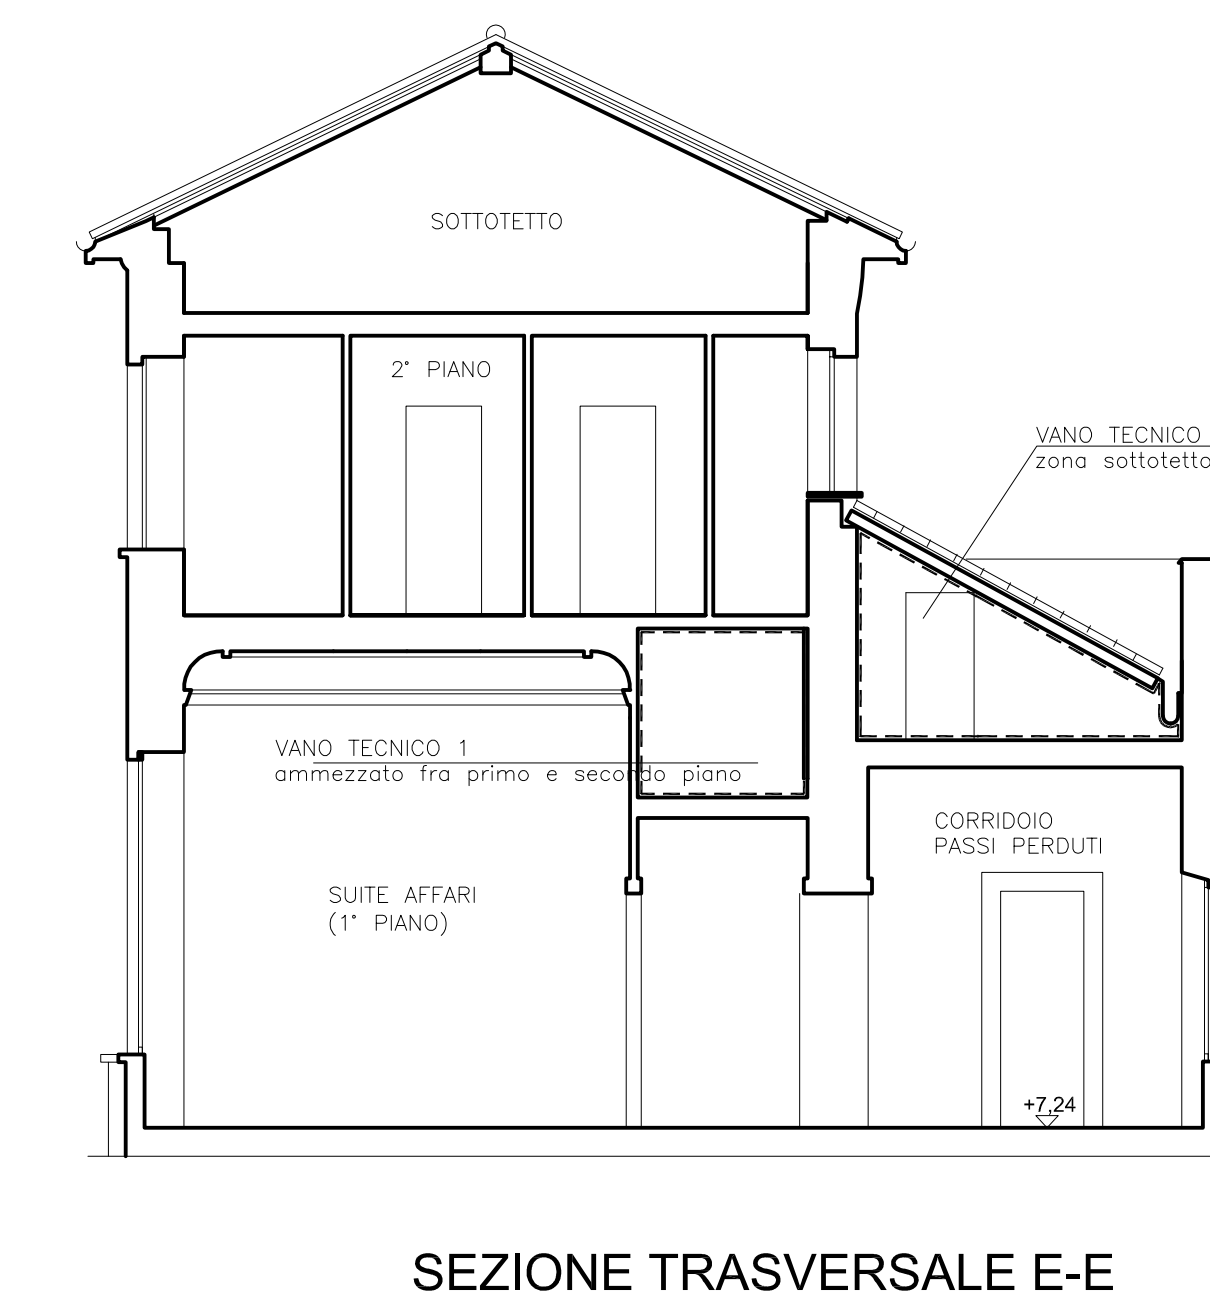 SOTTOTETTO
2° PIANO
VANO TECNICO
zona sottotetto
VANO TECNICO 1
ammezzato fra primo e secondo piano
CORRIDOIO
PASSI PERDUTI
SUITE AFFARI
(1° PIANO)
+7,24
SEZIONE TRASVERSALE E-E